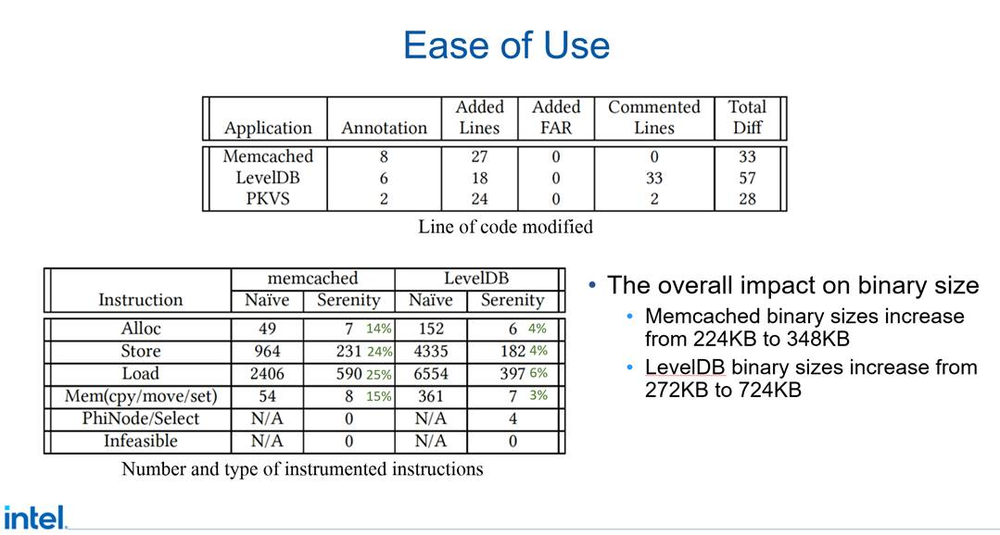 Ease of Use
Application Annotation Added Lines Added FAR Commented Lines Total Diff
Memcached 8 27 0 0 33
LevelDB 6 18 0 33 57
PKVS 2 24 0 2 28
Line of code modified
Instruction memcached LevelDB
Naïve Serenity Naïve Serenity
Alloc 49 7 14% 152 6 4%
Store 964 231 24% 4335 182 4%
Load 2406 590 25% 6554 397 6%
Mem(cpy/move/set) 54 8 15% 361 7 3%
PhiNode/Select N/A 0 N/A 4
Infeasible N/A 0 N/A 0
Number and type of instrumented instructions
• The overall impact on binary size
• Memcached binary sizes increase
from 224KB to 348KB
• LevelDB binary sizes increase from
272KB to 724KB
intel.